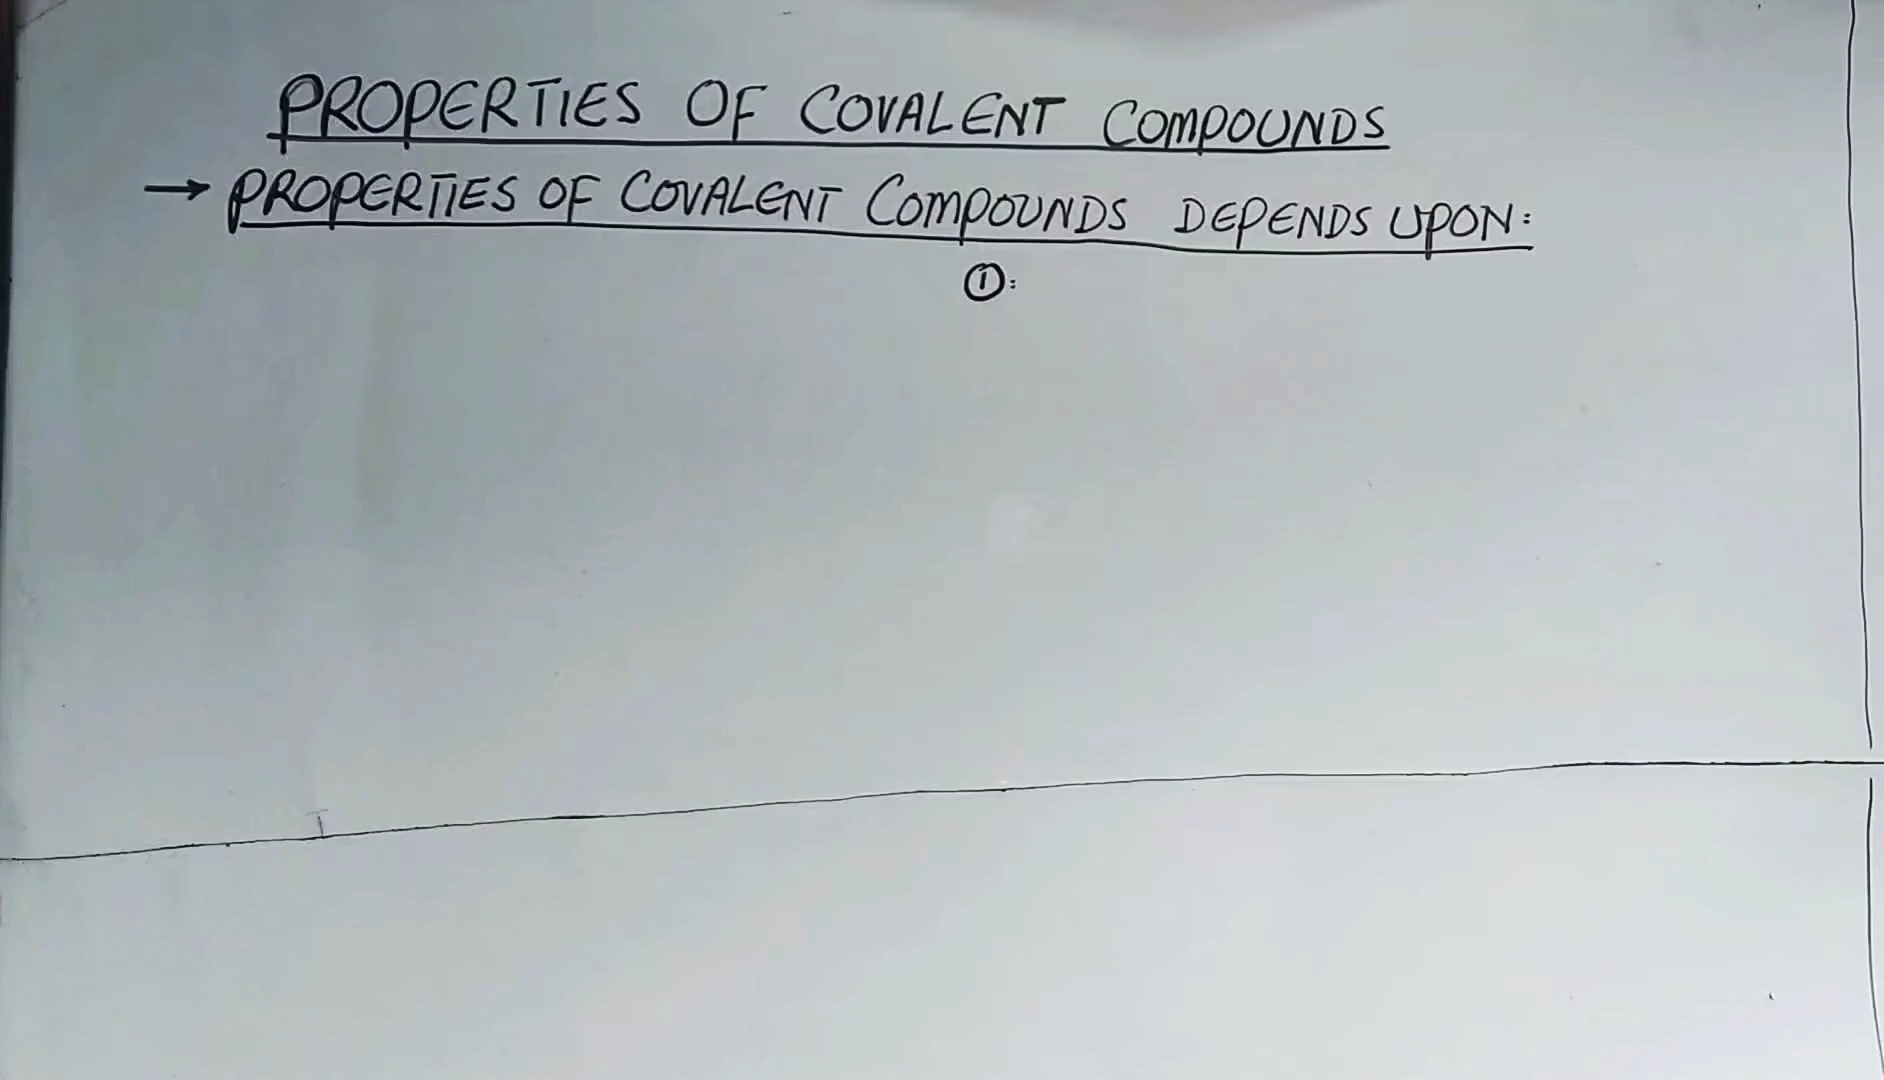 PROPERTIES OF COVALENT COMPOUNDS
→ PROPERTIES OF COVALENT COMPOUNDS DEPENDS UPON:
①: